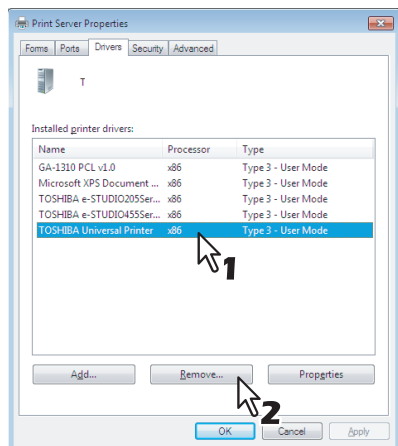 Print Server Properties
Forms Ports Drivers Security Advanced
T
Installed printer drivers:
Name Processor Type
GA-1310 PCL v1.0 x86 Type 3 - User Mode
Microsoft XPS Document ... x86 Type 3 - User Mode
TOSHIBA e-STUDIO205Ser... x86 Type 3 - User Mode
TOSHIBA e-STUDIO455Ser... x86 Type 3 - User Mode
TOSHIBA Universal Printer x86 Type 3 - User Mode
1
Add... Remove... Properties
2
OK Cancel Apply